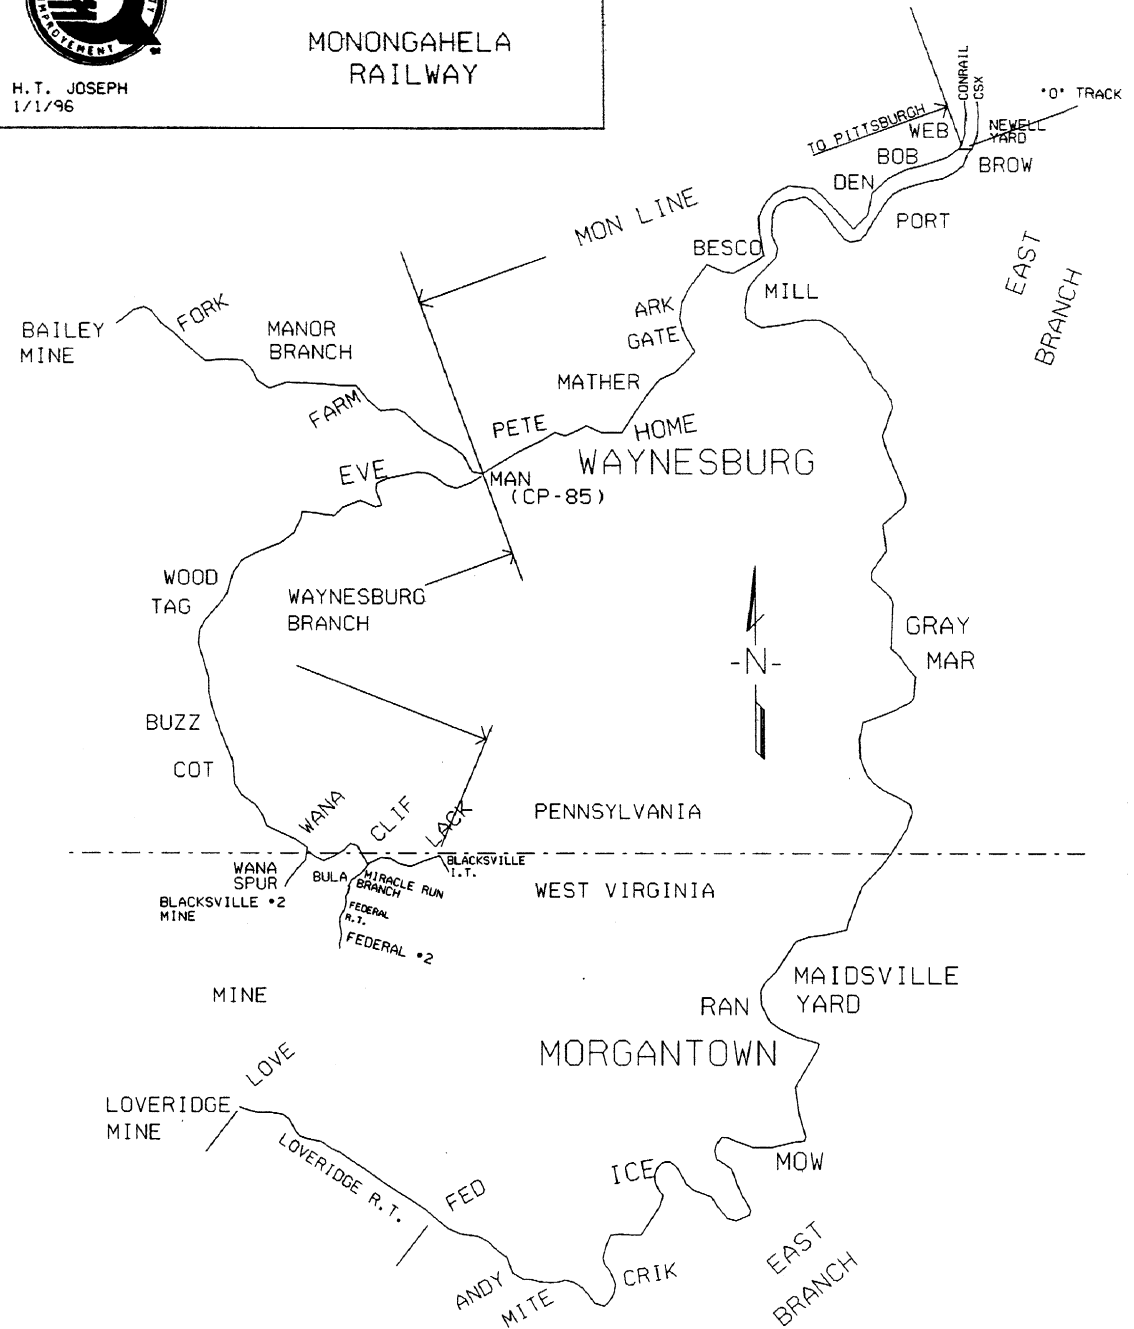 IMPROVEMENT
H.T. JOSEPH
1/1/96
MONONGAHELA
RAILWAY
CONRAIL
CSX
"O" TRACK
TO PITTSBURGH
WEB
NEWELL
YARD
BOB
BROW
DEN
PORT
MON LINE
BESCO
EAST
BRANCH
MILL
ARK
GATE
FORK
BAILEY
MINE
MANOR
BRANCH
MATHER
FARM
PETE
HOME
WAYNESBURG
EVE
MAN
(CP-85)
WOOD
TAG
WAYNESBURG
BRANCH
GRAY
MAR
-N-
BUZZ
COT
WANA
CLIF
LACK
PENNSYLVANIA
WANA
SPUR
BULA
MIRACLE RUN
BRANCH
BLACKSVILLE
I.T.
WEST VIRGINIA
BLACKSVILLE #2
MINE
FEDERAL
R.T.
FEDERAL #2
MINE
MAIDSVILLE
YARD
RAN
MORGANTOWN
LOVE
LOVERIDGE
MINE
LOVERIDGE R.T.
FED
ICE
MOW
EAST
BRANCH
CRIK
ANDY
MITE